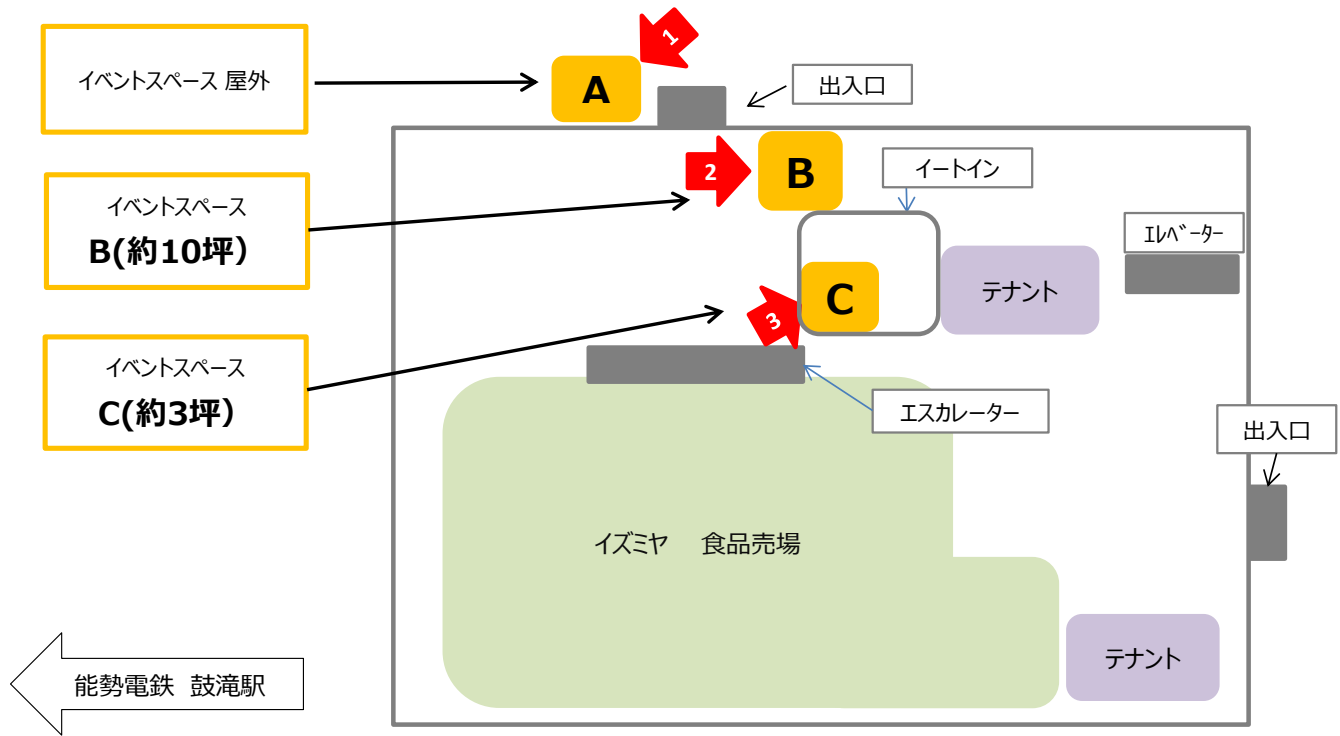 イベントスペース 屋外
A
1
出入口
イベントスペース
B(約10坪）
2
B
イートイン
エレベーター
C
テナント
3
イベントスペース
C(約3坪）
エスカレーター
出入口
イズミヤ　食品売場
テナント
能勢電鉄 鼓滝駅